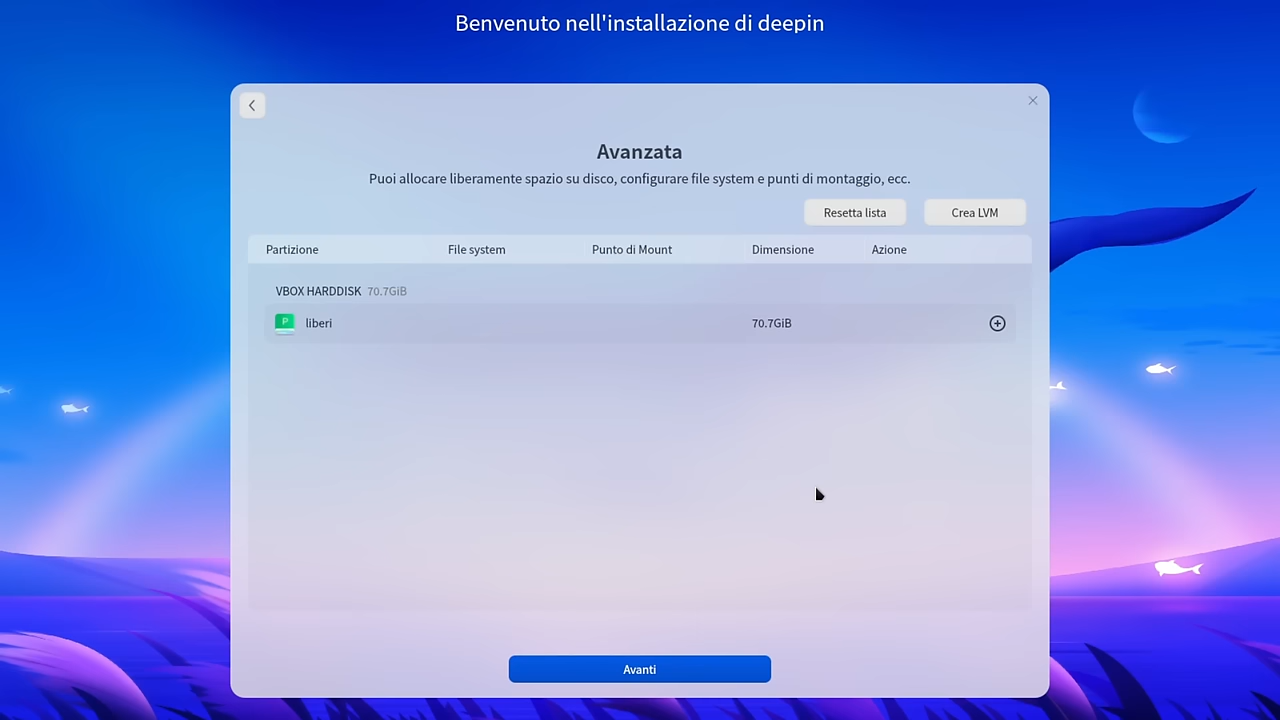 Benvenuto nell'installazione di deepin
Avanzata
Puoi allocare liberamente spazio su disco, configurare file system e punti di montaggio, ecc.
Resetta lista Crea LVM
Partizione File system Punto di Mount Dimensione Azione
VBOX HARDDISK 70.7GiB
P liberi 70.7GiB
Avanti